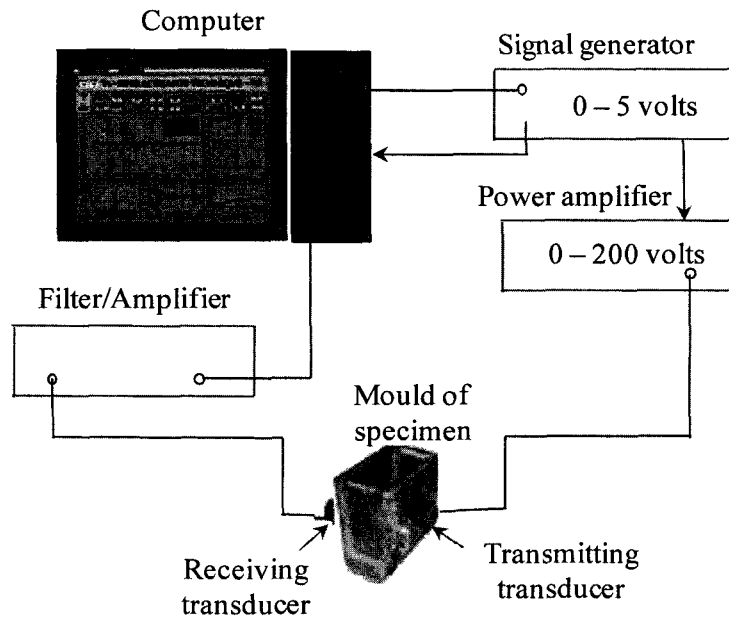 Computer
Signal generator
0 – 5 volts
Power amplifier
0 – 200 volts
Filter/Amplifier
Mould of
specimen
Receiving
transducer
Transmitting
transducer